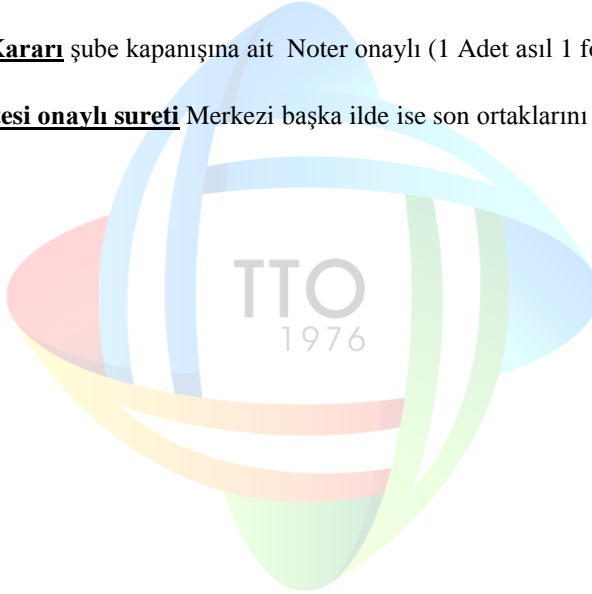 Kararı şube kapanışına ait Noter onaylı (1 Adet asıl 1 fo
esi onaylı sureti Merkezi başka ilde ise son ortaklarını
TTO
1976